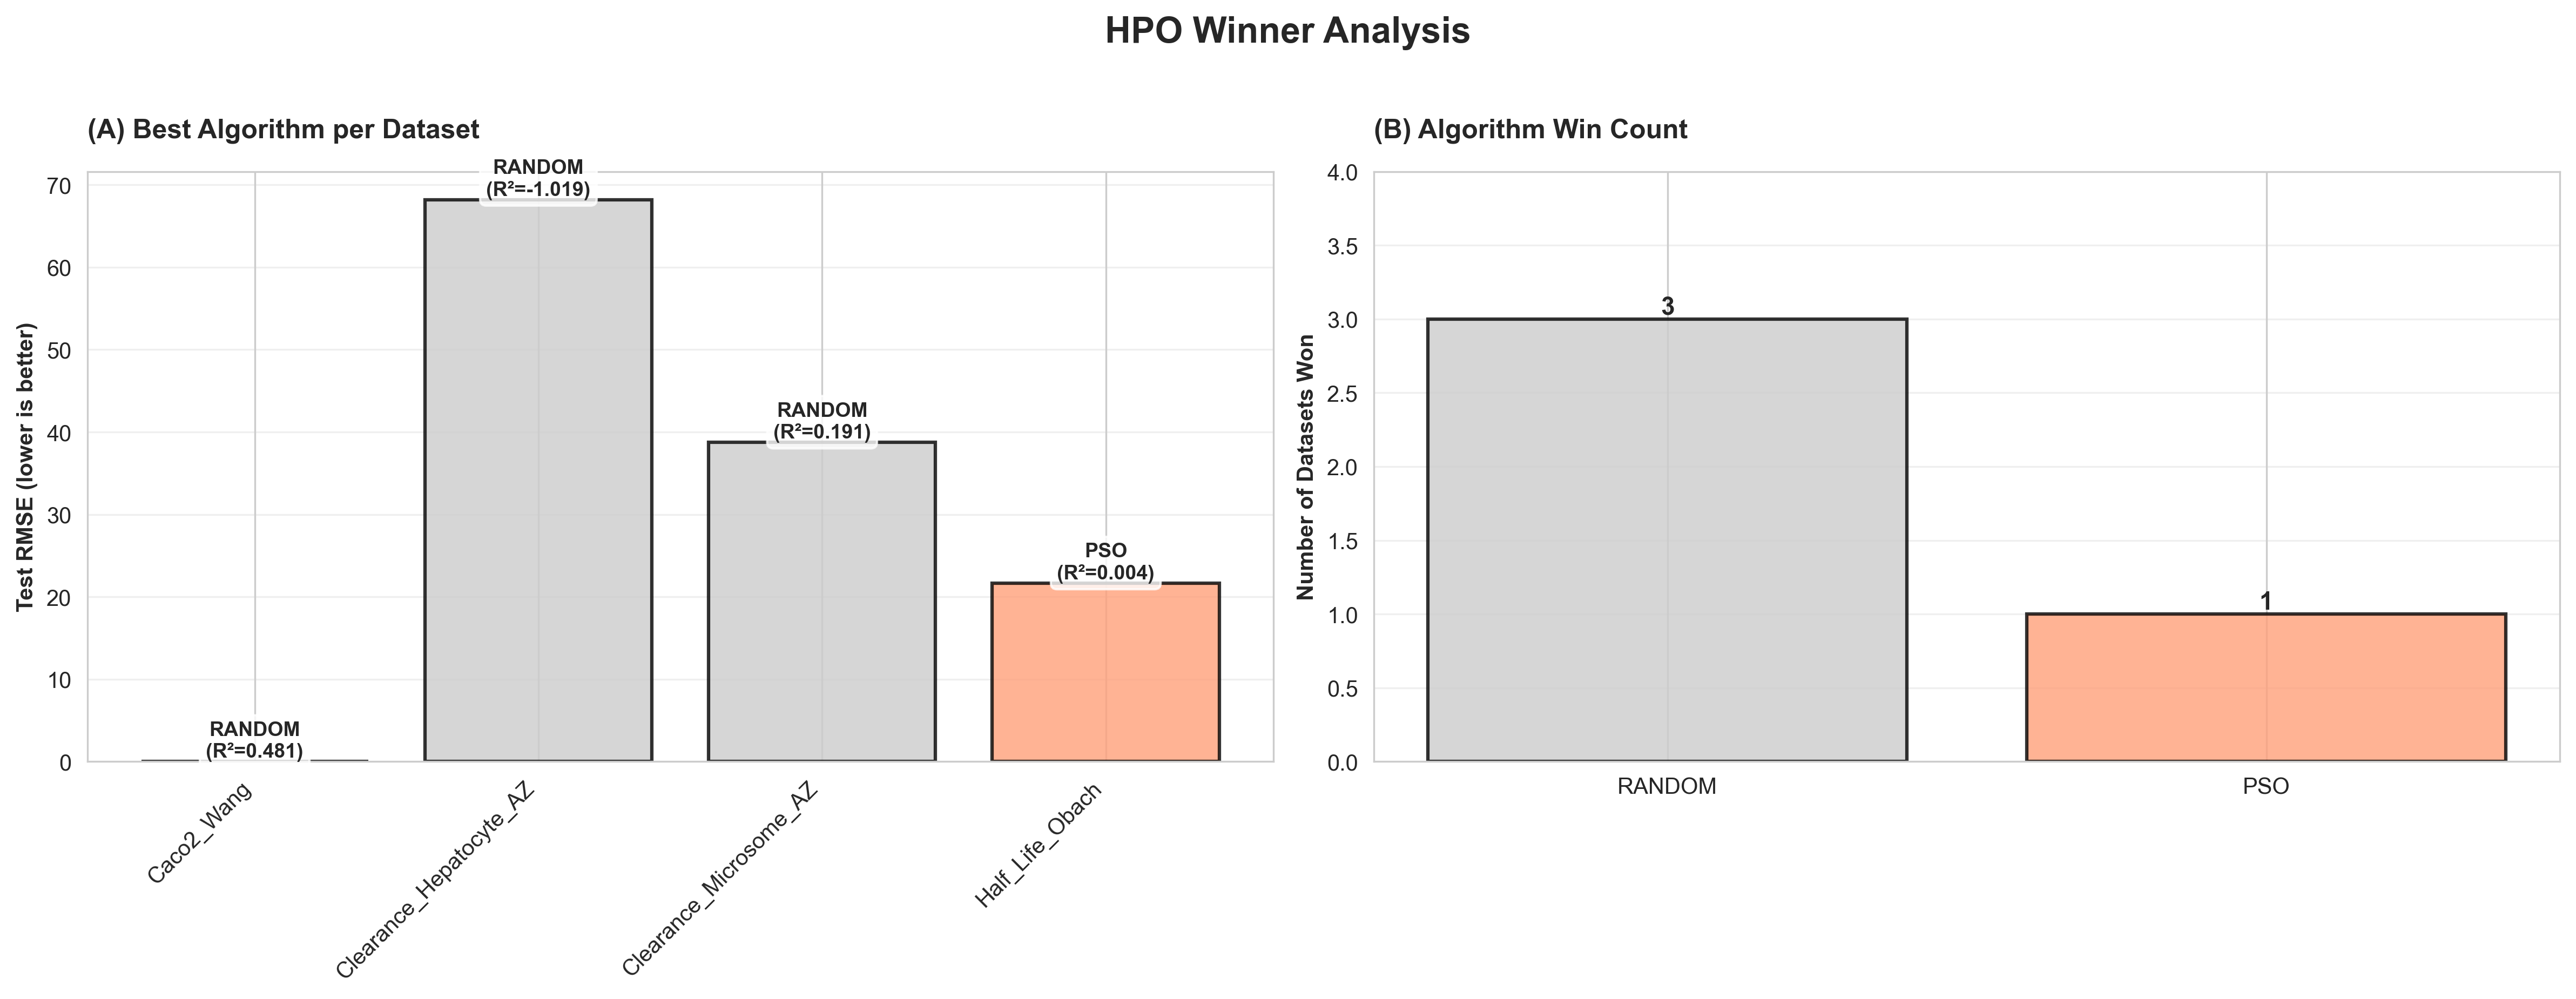 HPO Winner Analysis
(A) Best Algorithm per Dataset
Test RMSE (lower is better)
70
60
50
40
30
20
10
0
RANDOM
(R²=0.481)
RANDOM
(R²=-1.019)
RANDOM
(R²=0.191)
PSO
(R²=0.004)
Caco2_Wang
Clearance_Hepatocyte_AZ
Clearance_Microsome_AZ
Half_Life_Obach
(B) Algorithm Win Count
Number of Datasets Won
4.0
3.5
3.0
2.5
2.0
1.5
1.0
0.5
0.0
3
1
RANDOM
PSO